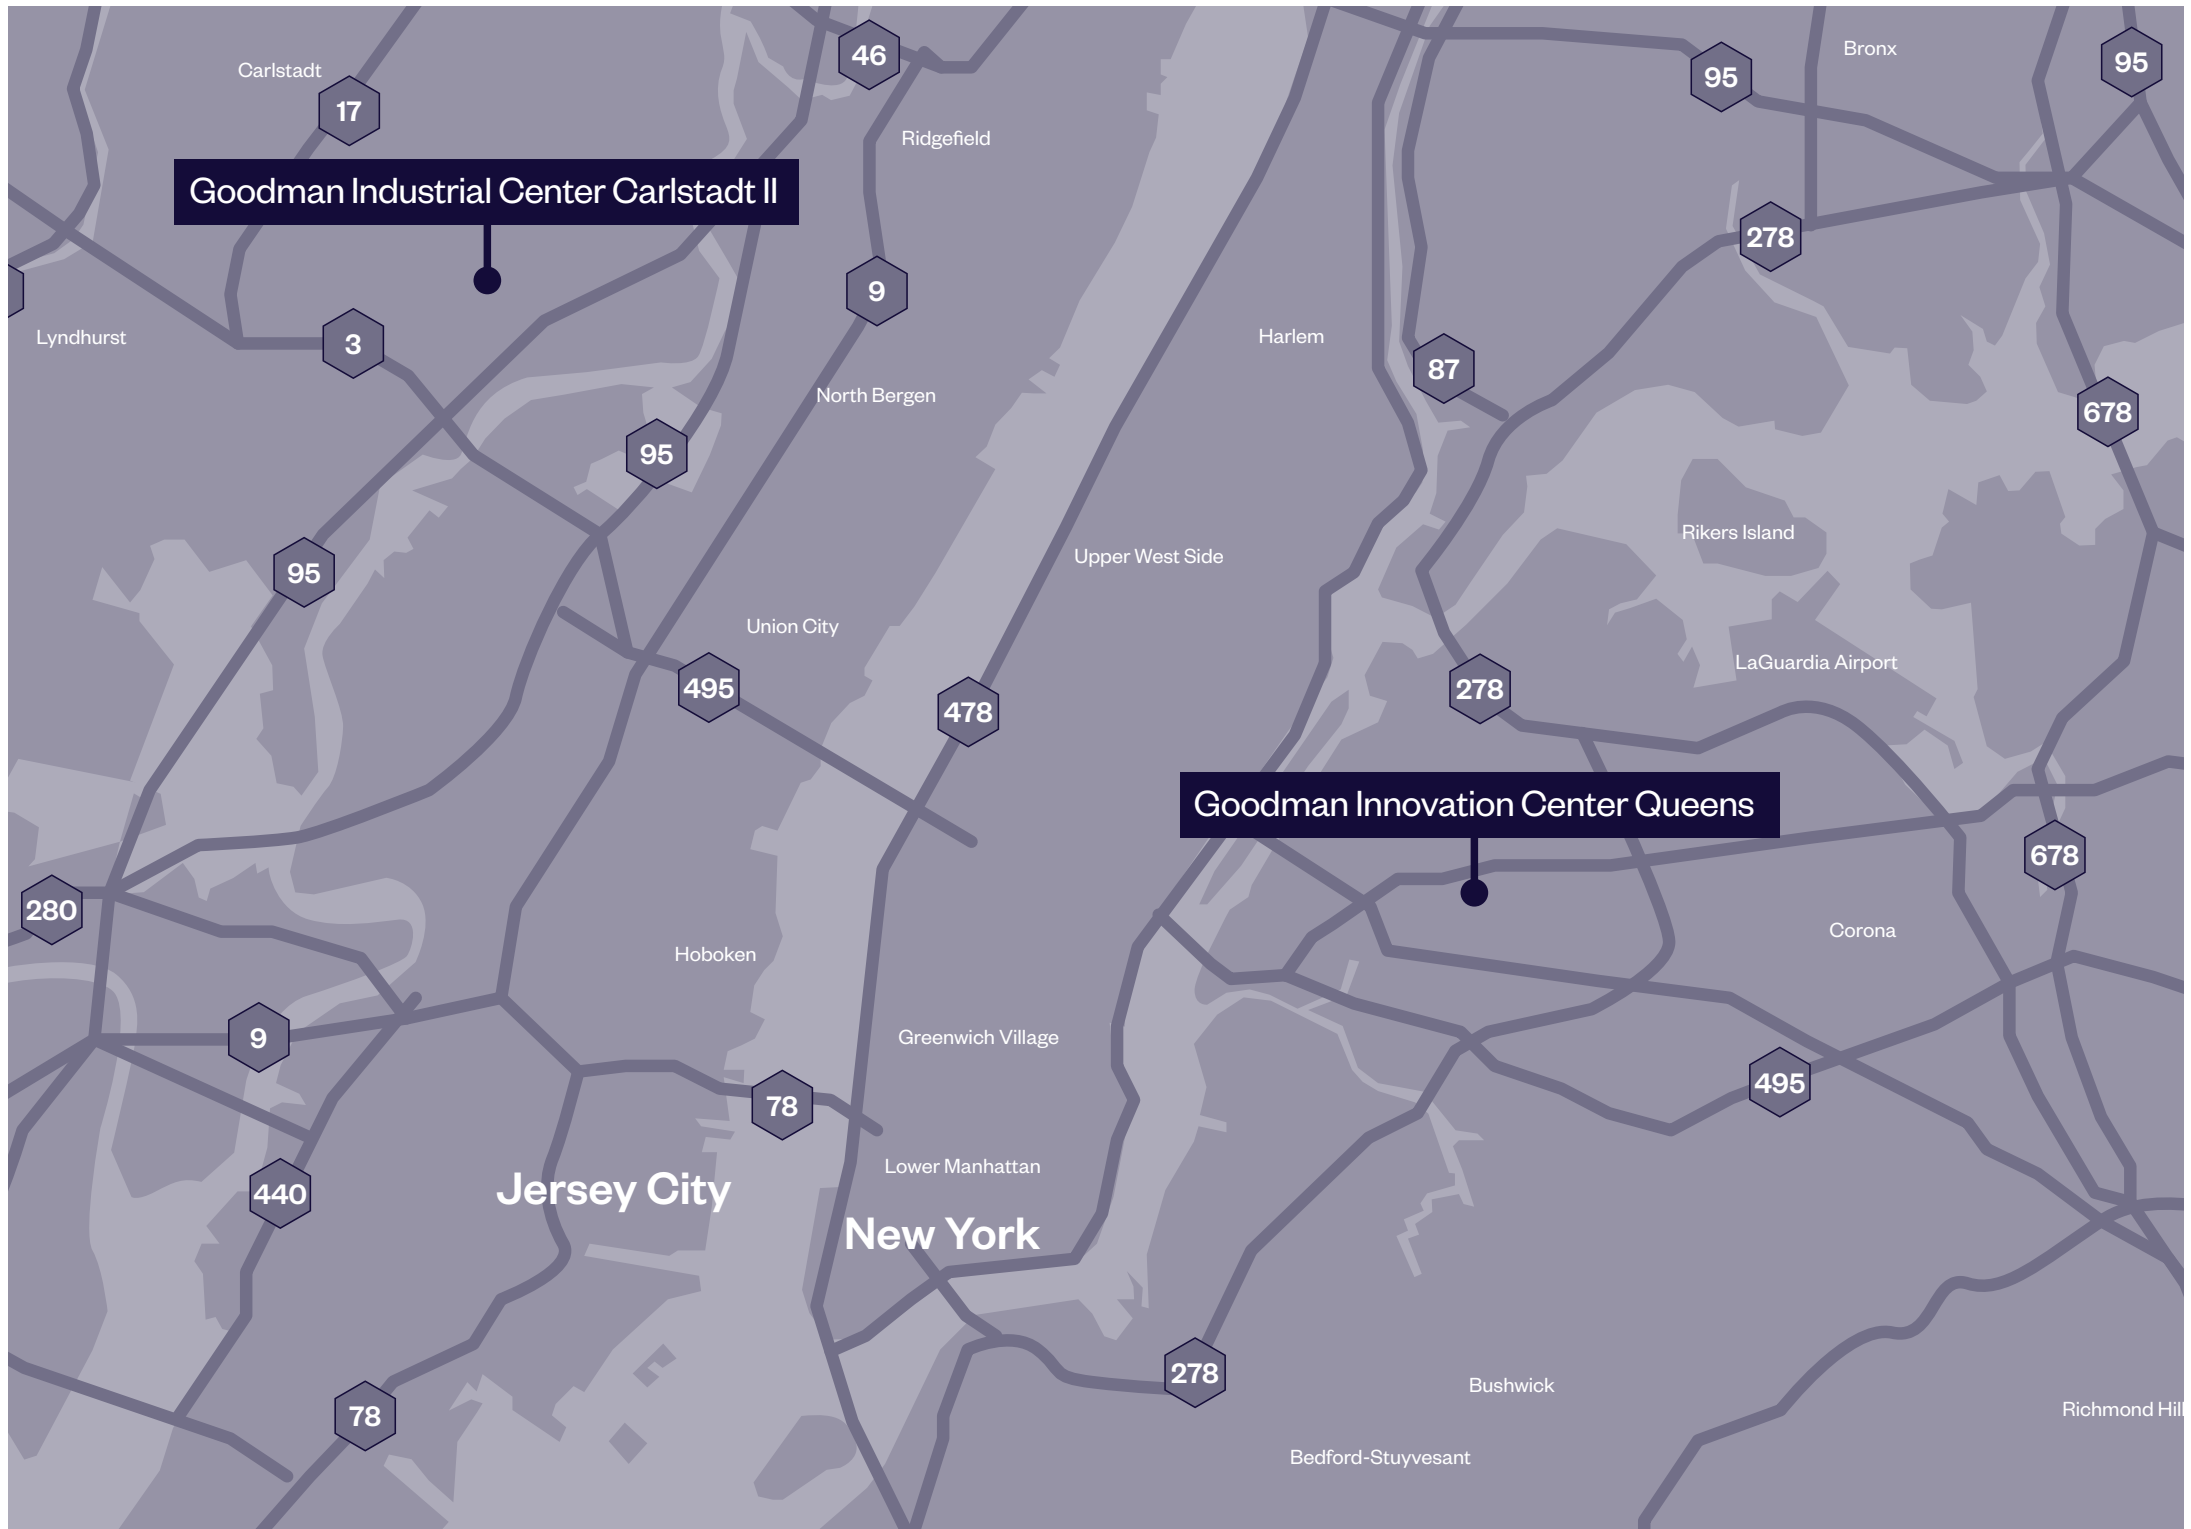 46
Bronx
95
95
Carlstadt
17
Ridgefield
Goodman Industrial Center Carlstadt II
278
9
Lyndhurst
3
Harlem
87
North Bergen
678
95
Rikers Island
Upper West Side
95
Union City
LaGuardia Airport
495
278
478
Goodman Innovation Center Queens
678
280
Corona
Hoboken
9
Greenwich Village
495
78
Lower Manhattan
440
Jersey City
New York
278
Bushwick
Richmond Hill
78
Bedford-Stuyvesant